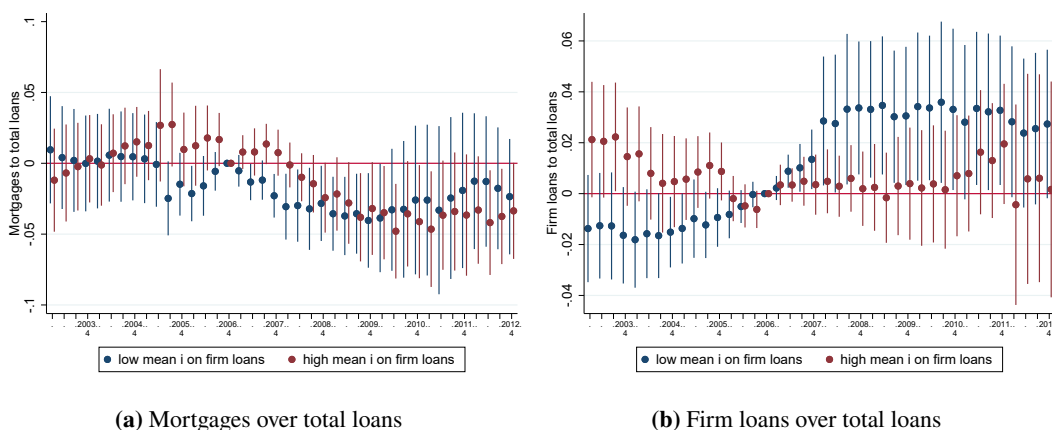 Mortgages to total loans
.1
.05
0
-.05
-.1
. . .2003.. .2004.. .2005.. .2006.. .2007.. .2008.. .2009.. .2010.. .2011.. .2012.
4 4 4 4 4 4 4 4 4 4
low mean i on firm loans high mean i on firm loans
(a) Mortgages over total loans
Firm loans to total loans
.06
.04
.02
0
-.02
-.04
. . .2003.. .2004.. .2005.. .2006.. .2007.. .2008.. .2009.. .2010.. .2011.. .201
4 4 4 4 4 4 4 4 4 4
low mean i on firm loans high mean i on firm loans
(b) Firm loans over total loans